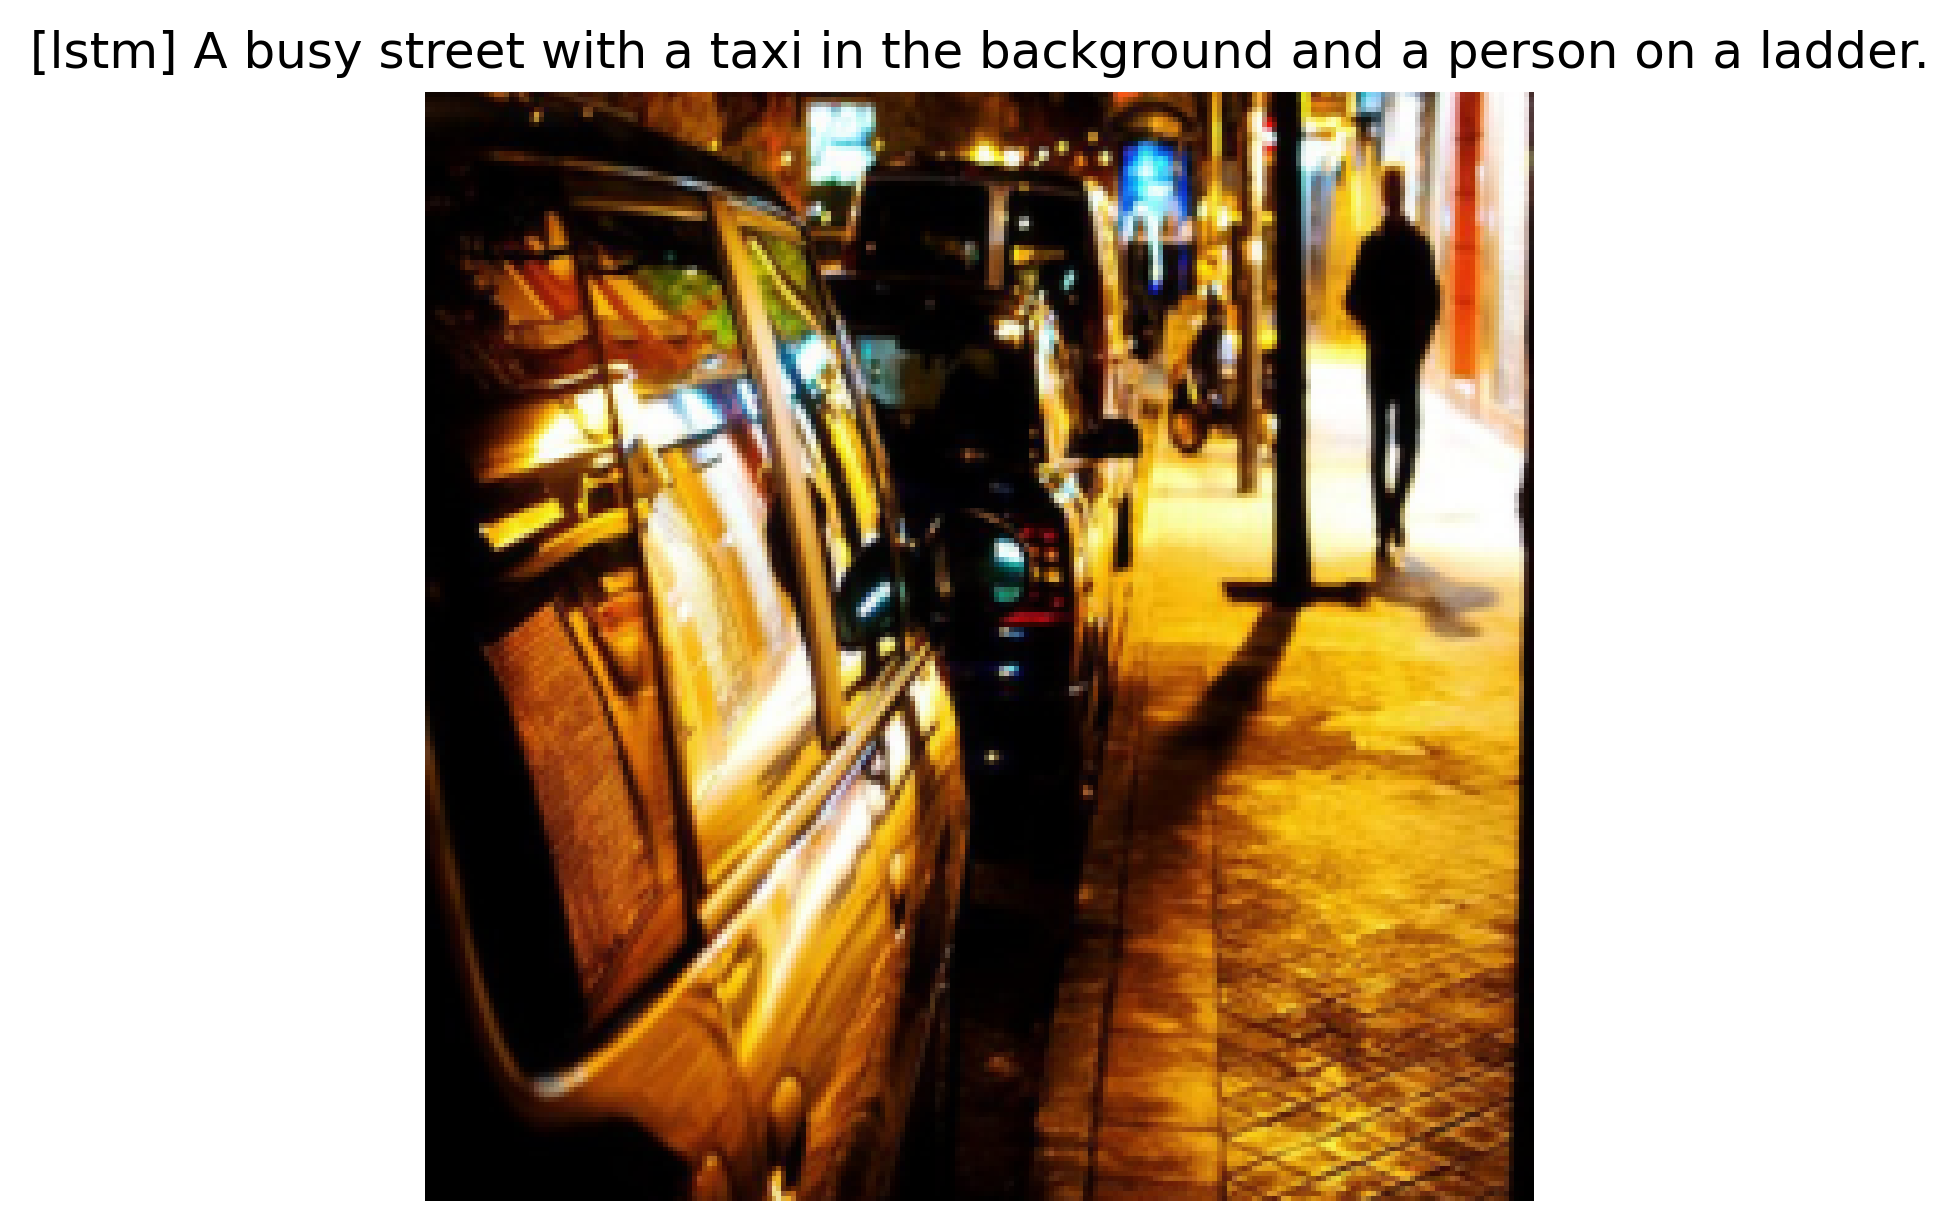 [lstm] A busy street with a taxi in the background and a person on a ladder.